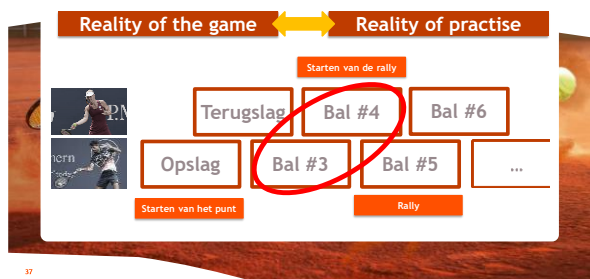 Reality of the game
Reality of practise
Starten van de rally
Terugslag
Bal #4
Bal #6
Opslag
Bal #3
Bal #5
...
Starten van het punt
Rally
37